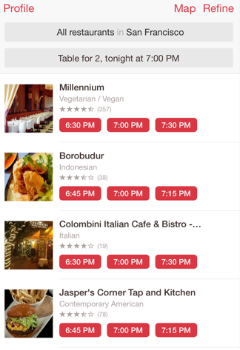 Profile
Map
Refine
All restaurants in San Francisco
Table for 2, tonight at 7:00 PM
Millennium
Vegetarian / Vegan
(357)
6:30 PM
7:00 PM
7:30 PM
Borobudur
Indonesian
(38)
6:45 PM
7:00 PM
7:15 PM
Colombini Italian Cafe & Bistro -...
Italian
(19)
6:30 PM
7:00 PM
7:30 PM
Jasper's Corner Tap and Kitchen
Contemporary American
(78)
6:45 PM
7:00 PM
7:15 PM